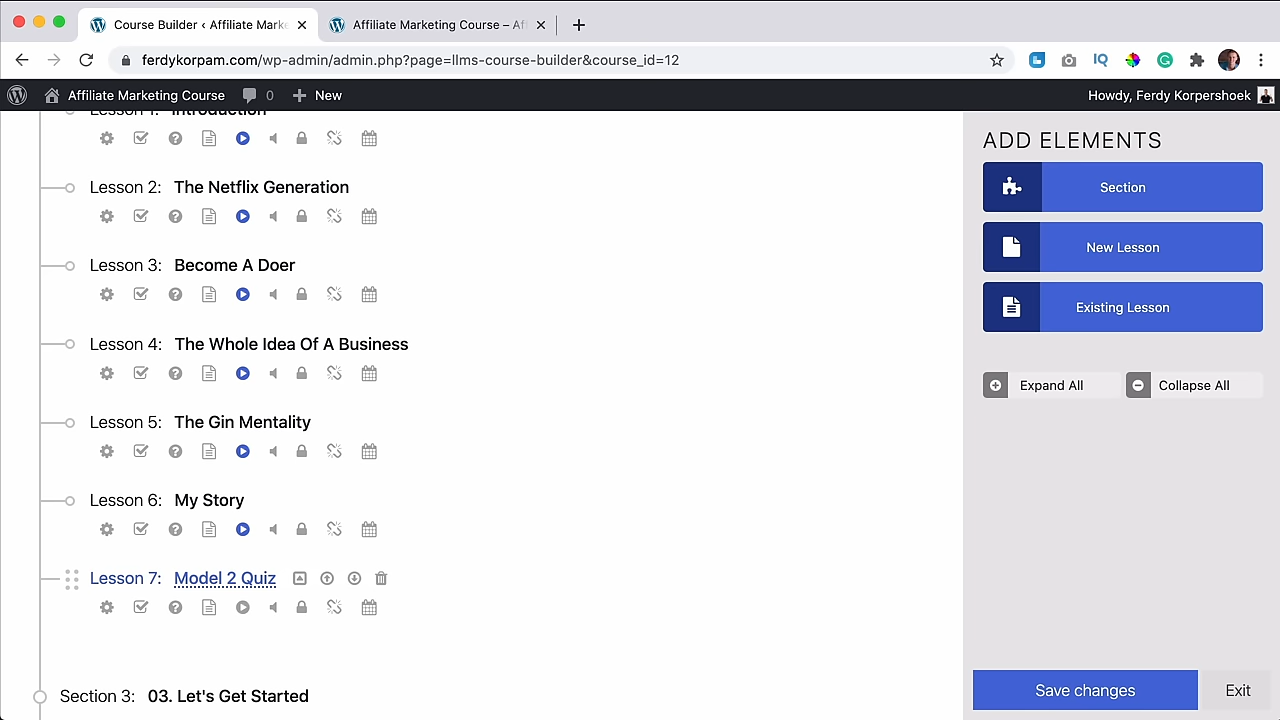 Course Builder ‹ Affiliate Marke
Affiliate Marketing Course – Aff
ferdykorpam.com/wp-admin/admin.php?page=llms-course-builder&course_id=12
Affiliate Marketing Course 0 New Howdy, Ferdy Korpershoek
Lesson 1: Introduction
Lesson 2: The Netflix Generation
Lesson 3: Become A Doer
Lesson 4: The Whole Idea Of A Business
Lesson 5: The Gin Mentality
Lesson 6: My Story
Lesson 7: Model 2 Quiz
Section 3: 03. Let's Get Started
ADD ELEMENTS
Section
New Lesson
Existing Lesson
Expand All Collapse All
Save changes Exit